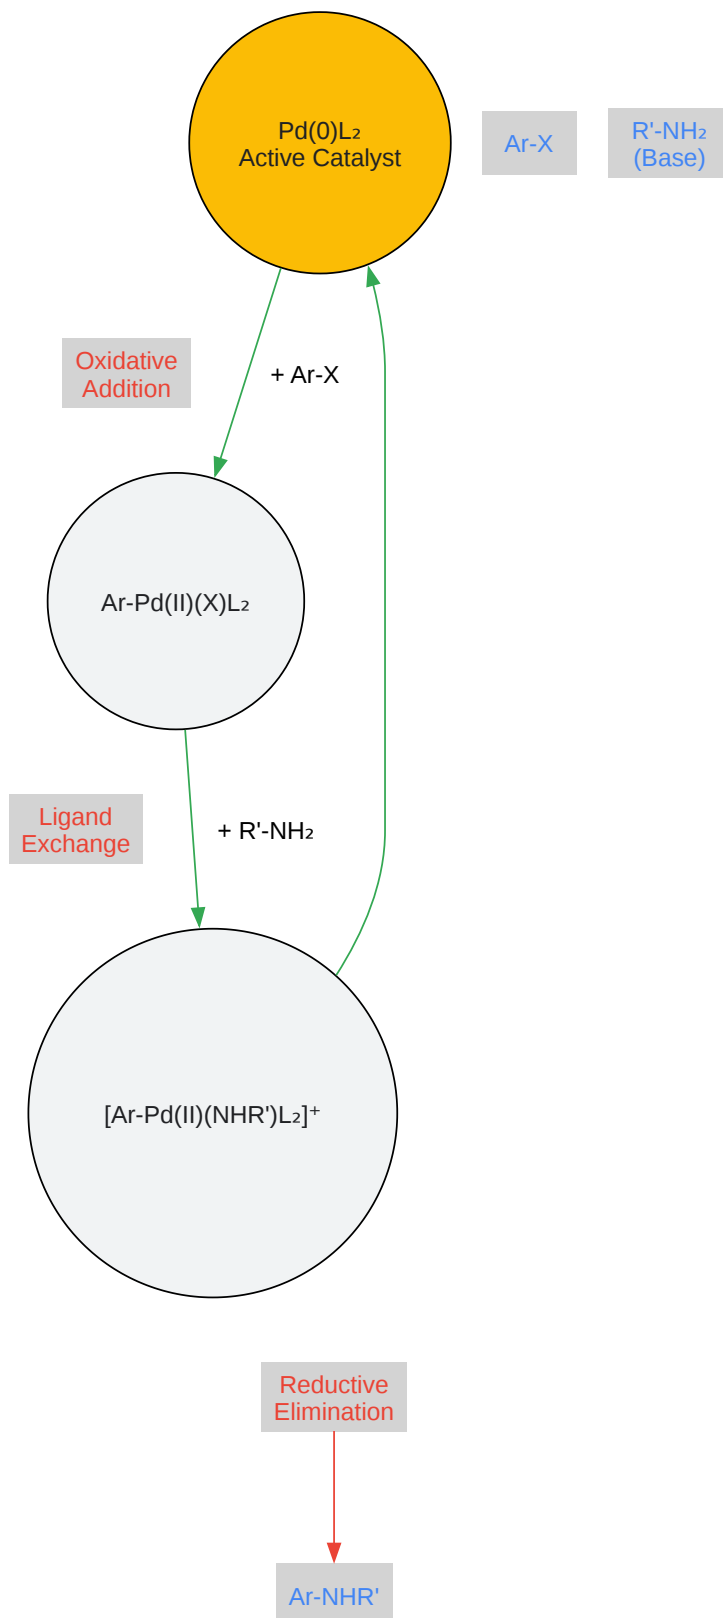 Pd(0)L₂
Active Catalyst
Ar-X
R'-NH₂
(Base)
Oxidative
Addition
+ Ar-X
Ar-Pd(II)(X)L₂
Ligand
Exchange
+ R'-NH₂
[Ar-Pd(II)(NHR')L₂]⁺
Reductive
Elimination
Ar-NHR'